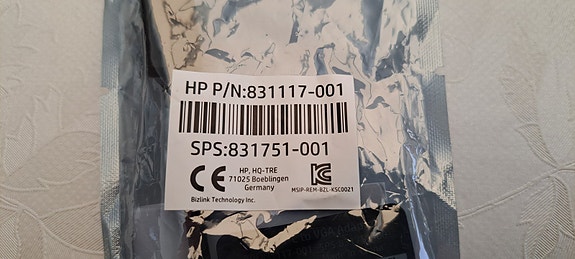 HP P/N:831117-001
SPS:831751-001
CE
HP, HQ-TRE
71025 Boeblingen
Germany
KC
MSIP-REM-BZL-KSC0021
Bizlink Technology Inc.